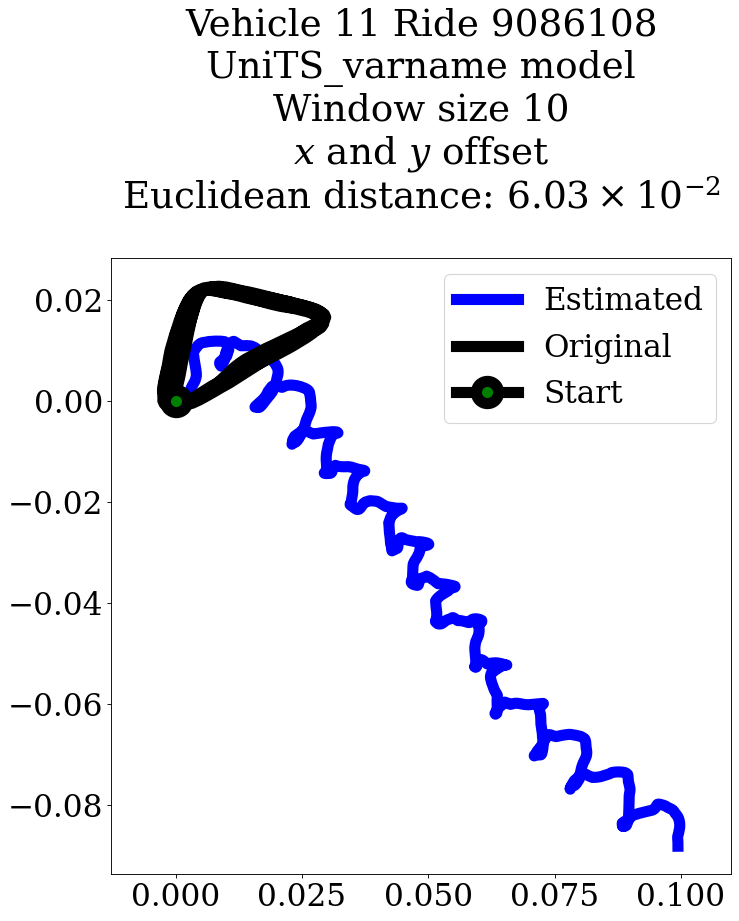 Vehicle 11 Ride 9086108
UniTS_varname model
Window size 10
x and y offset
Euclidean distance: 6.03 × 10⁻²
Estimated
Original
Start
0.02
0.00
−0.02
−0.04
−0.06
−0.08
0.000 0.025 0.050 0.075 0.100